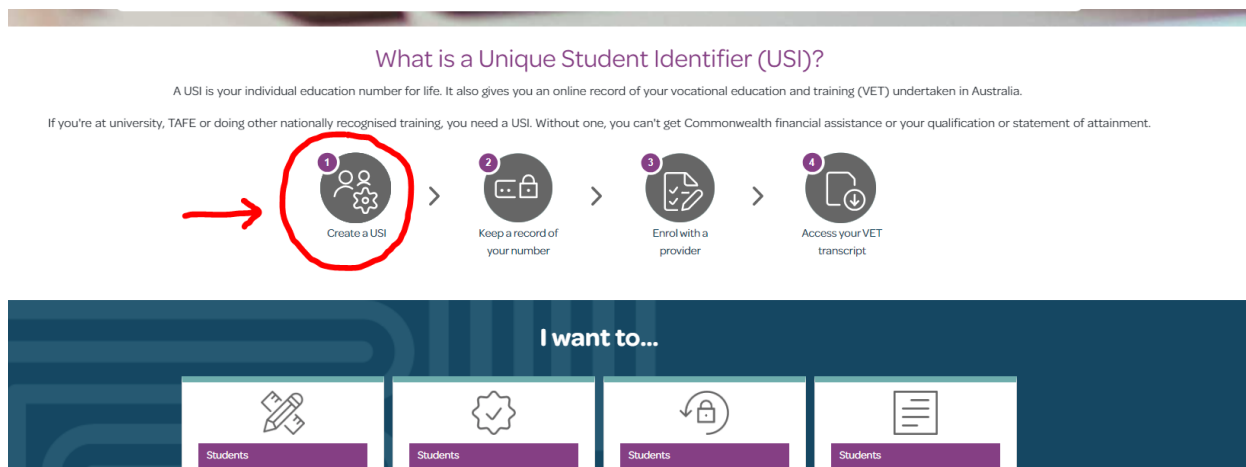 What is a Unique Student Identifier (USI)?
A USI is your individual education number for life. It also gives you an online record of your vocational education and training (VET) undertaken in Australia.
If you're at university, TAFE or doing other nationally recognised training, you need a USI. Without one, you can't get Commonwealth financial assistance or your qualification or statement of attainment.
1
Create a USI
2
Keep a record of
your number
3
Enrol with a
provider
4
Access your VET
transcript
I want to...
Students
Students
Students
Students